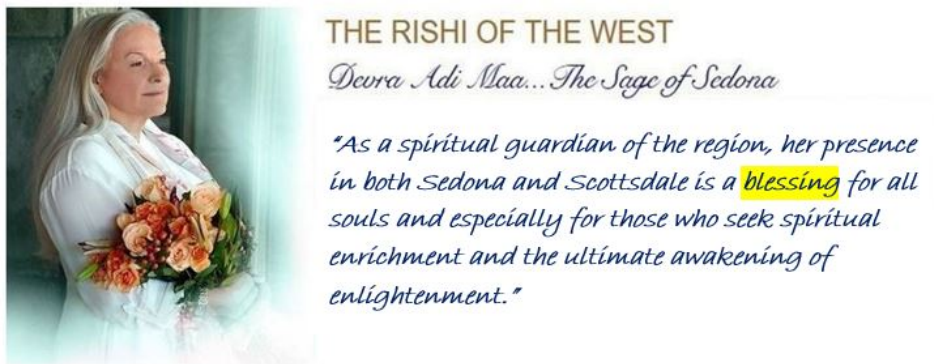 THE RISHI OF THE WEST
Devra Adi Maa...The Sage of Sedona
"As a spiritual guardian of the region, her presence
in both Sedona and Scottsdale is a blessing for all
souls and especially for those who seek spiritual
enrichment and the ultimate awakening of
enlightenment."